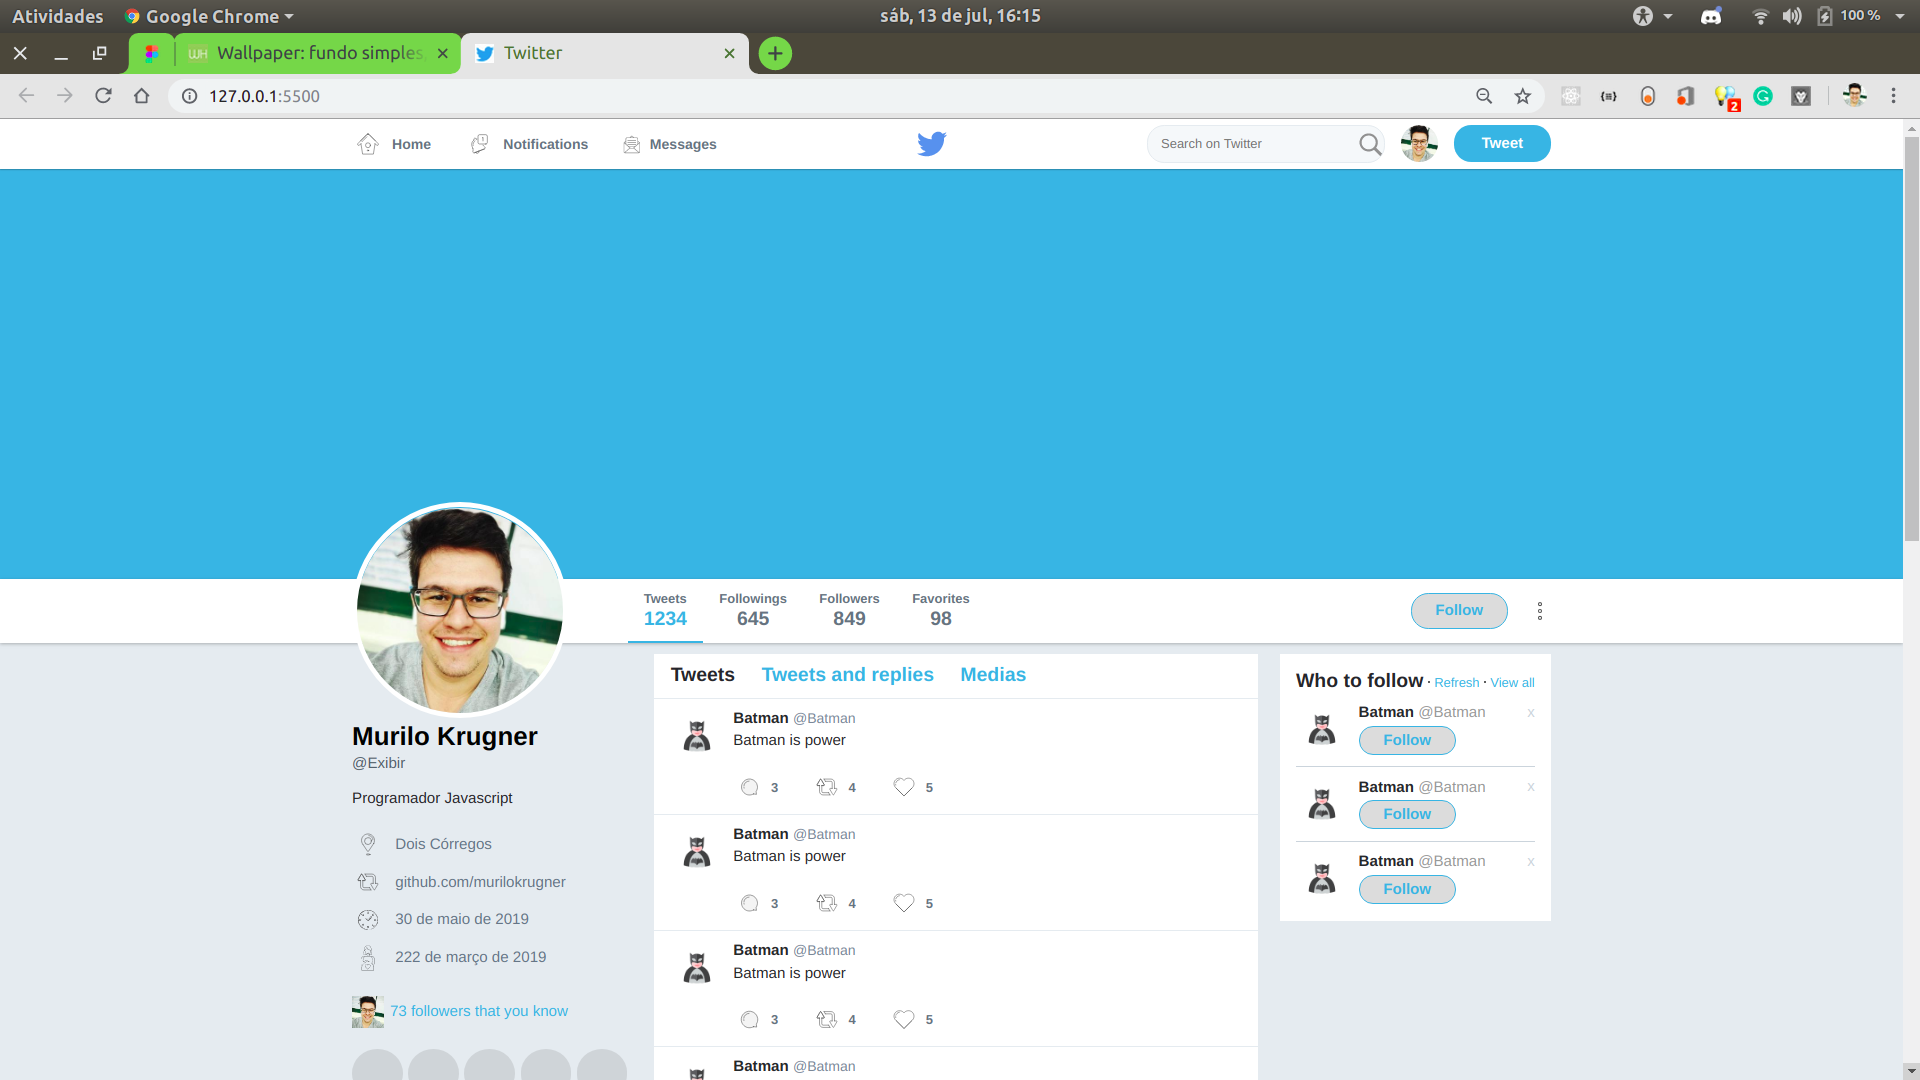 Atividades Google Chrome sáb, 13 de jul, 16:15 100 %
Wallpaper: fundo simples, Twitter
127.0.0.1:5500 2
Home Notifications Messages Search on Twitter Tweet
Tweets Followings Followers Favorites
1234 645 849 98
Follow
Murilo Krugner
@Exibir
Programador Javascript
Dois Córregos
github.com/murilokrugner
30 de maio de 2019
222 de março de 2019
73 followers that you know
Tweets Tweets and replies Medias
Batman @Batman
Batman is power
3 4 5
Batman @Batman
Batman is power
3 4 5
Batman @Batman
Batman is power
3 4 5
Batman @Batman
Who to follow · Refresh · View all
Batman @Batman x
Follow
Batman @Batman x
Follow
Batman @Batman x
Follow